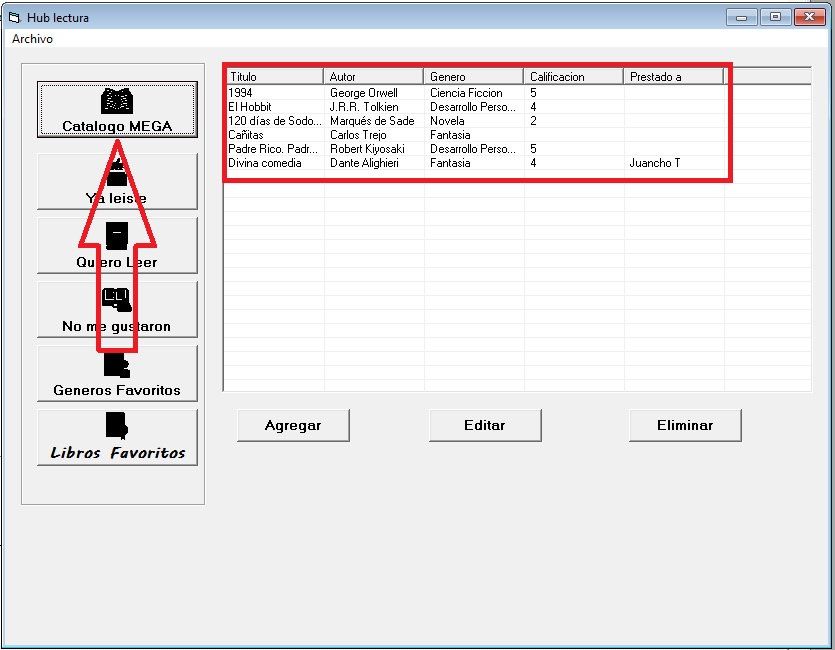 Hub lectura
Archivo
Catalogo MEGA
Ya leiste
Quiero Leer
No me gustaron
Generos Favoritos
Libros Favoritos
Titulo Autor Genero Calificacion Prestado a
1994 George Orwell Ciencia Ficcion 5
El Hobbit J.R.R. Tolkien Desarrollo Perso... 4
120 días de Sodo... Marqués de Sade Novela 2
Cañitas Carlos Trejo Fantasia
Padre Rico. Padr... Robert Kiyosaki Desarrollo Perso... 5
Divina comedia Dante Alighieri Fantasia 4 Juancho T
Agregar Editar Eliminar